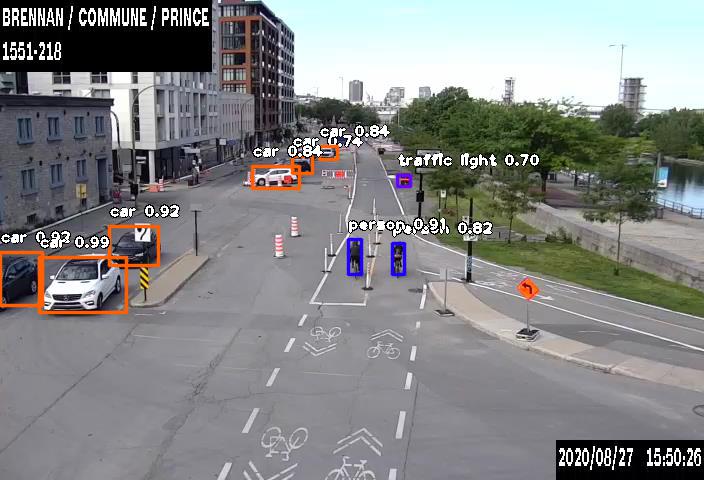 BRENNAN / COMMUNE / PRINCE
1551-218
car 0.84
car 0.74
car 0.84
traffic light 0.70
car 0.92
person 0.91
0.82
car 0.92
car 0.99
2020/08/27 15:50:26